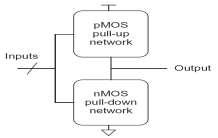 pMOS
pull-up
network
Inputs
Output
nMOS
pull-down
network